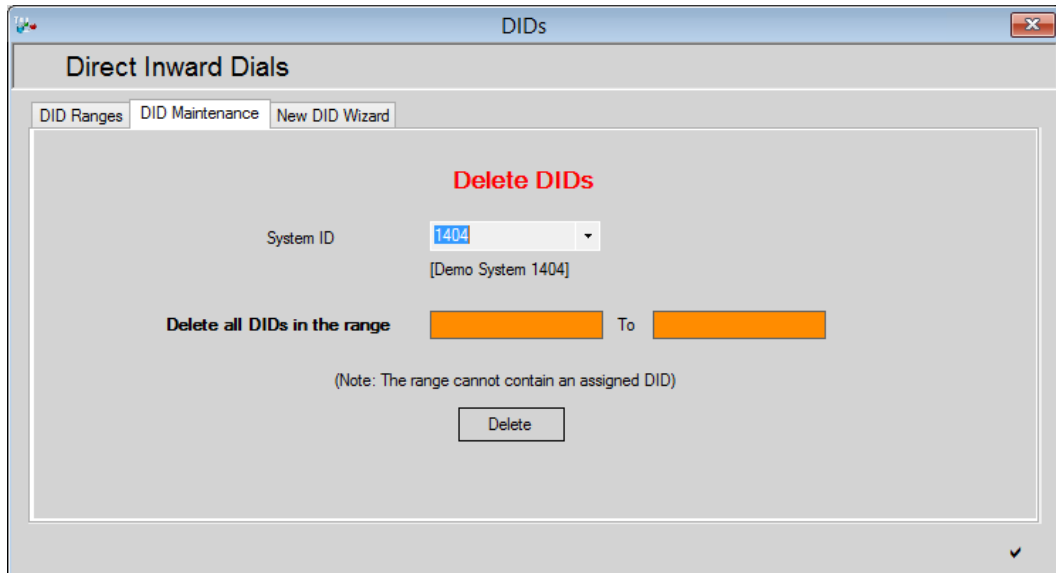 DIDs
Direct Inward Dials
DID Ranges DID Maintenance New DID Wizard
Delete DIDs
System ID 1404
[Demo System 1404]
Delete all DIDs in the range To
(Note: The range cannot contain an assigned DID)
Delete